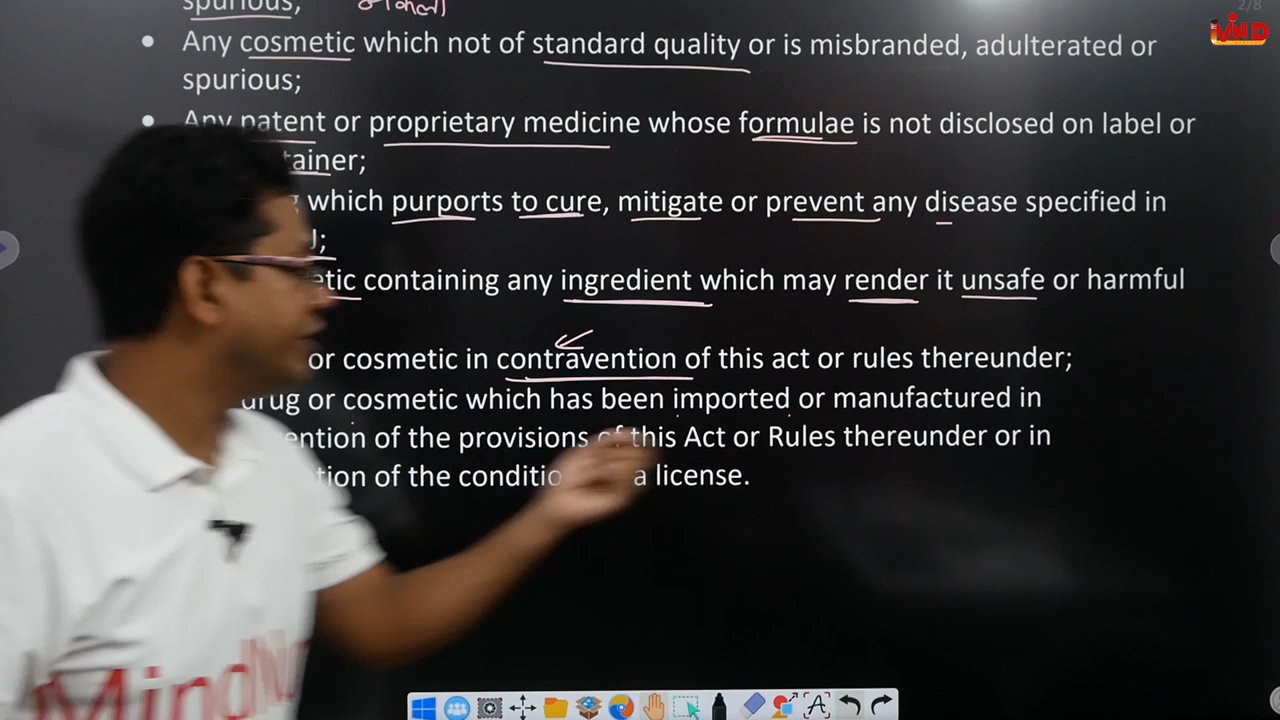 spurious;
2/8
MIND
• Any cosmetic which not of standard quality or is misbranded, adulterated or
spurious;
• Any patent or proprietary medicine whose formulae is not disclosed on label or
tainer;
which purports to cure, mitigate or prevent any disease specified in
J;
etic containing any ingredient which may render it unsafe or harmful
or cosmetic in contravention of this act or rules thereunder;
drug or cosmetic which has been imported or manufactured in
ention of the provisions of this Act or Rules thereunder or in
tion of the conditio a license.